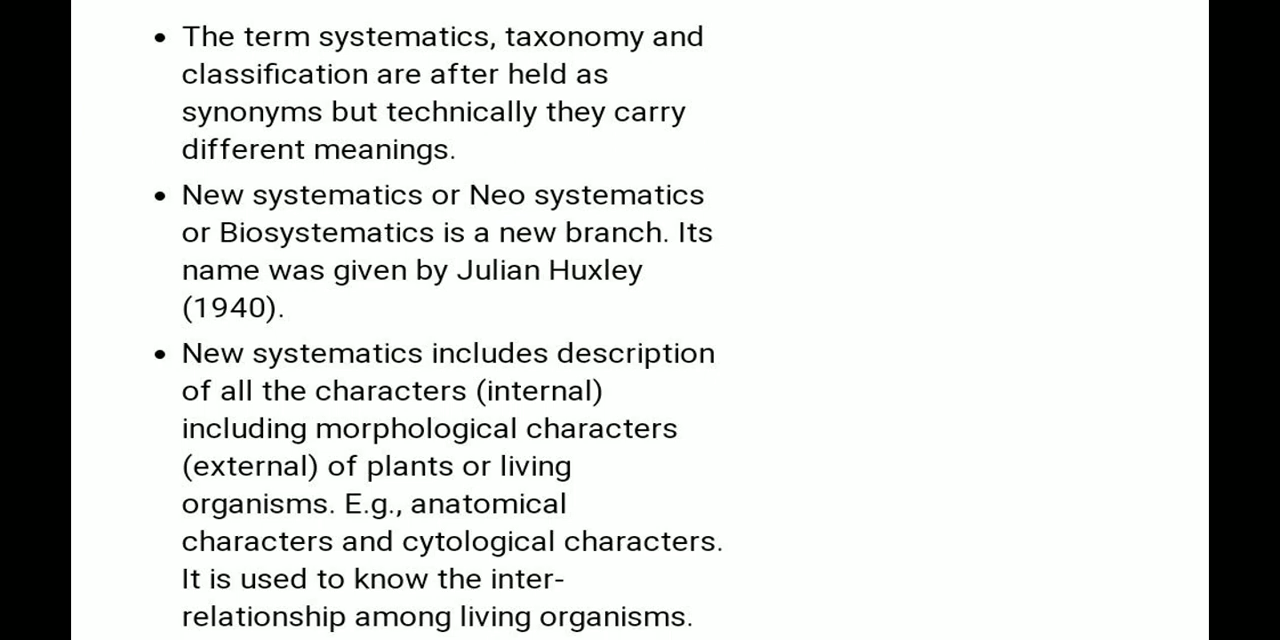 • The term systematics, taxonomy and
classification are after held as
synonyms but technically they carry
different meanings.
• New systematics or Neo systematics
or Biosystematics is a new branch. Its
name was given by Julian Huxley
(1940).
• New systematics includes description
of all the characters (internal)
including morphological characters
(external) of plants or living
organisms. E.g., anatomical
characters and cytological characters.
It is used to know the inter-
relationship among living organisms.